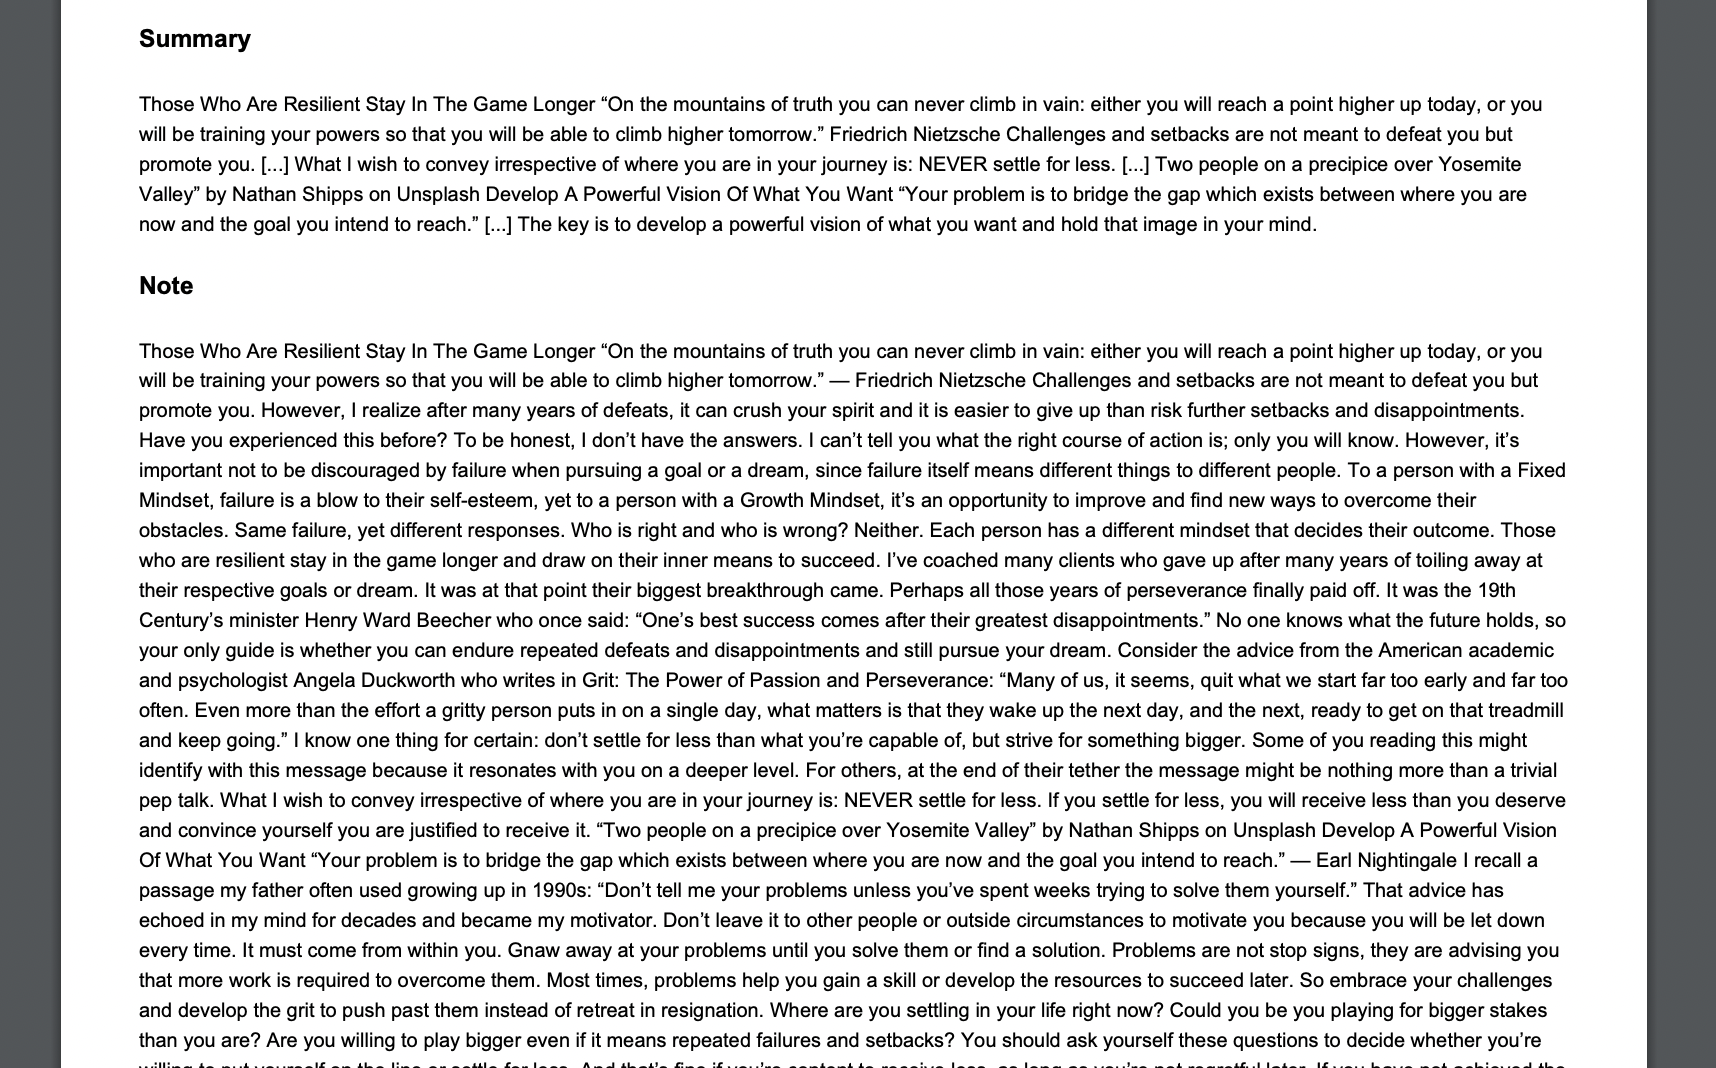 Summary
Those Who Are Resilient Stay In The Game Longer “On the mountains of truth you can never climb in vain: either you will reach a point higher up today, or you
will be training your powers so that you will be able to climb higher tomorrow.” Friedrich Nietzsche Challenges and setbacks are not meant to defeat you but
promote you. [...] What I wish to convey irrespective of where you are in your journey is: NEVER settle for less. [...] Two people on a precipice over Yosemite
Valley” by Nathan Shipps on Unsplash Develop A Powerful Vision Of What You Want “Your problem is to bridge the gap which exists between where you are
now and the goal you intend to reach.” [...] The key is to develop a powerful vision of what you want and hold that image in your mind.
Note
Those Who Are Resilient Stay In The Game Longer “On the mountains of truth you can never climb in vain: either you will reach a point higher up today, or you
will be training your powers so that you will be able to climb higher tomorrow.” — Friedrich Nietzsche Challenges and setbacks are not meant to defeat you but
promote you. However, I realize after many years of defeats, it can crush your spirit and it is easier to give up than risk further setbacks and disappointments.
Have you experienced this before? To be honest, I don’t have the answers. I can’t tell you what the right course of action is; only you will know. However, it’s
important not to be discouraged by failure when pursuing a goal or a dream, since failure itself means different things to different people. To a person with a Fixed
Mindset, failure is a blow to their self-esteem, yet to a person with a Growth Mindset, it’s an opportunity to improve and find new ways to overcome their
obstacles. Same failure, yet different responses. Who is right and who is wrong? Neither. Each person has a different mindset that decides their outcome. Those
who are resilient stay in the game longer and draw on their inner means to succeed. I’ve coached many clients who gave up after many years of toiling away at
their respective goals or dream. It was at that point their biggest breakthrough came. Perhaps all those years of perseverance finally paid off. It was the 19th
Century’s minister Henry Ward Beecher who once said: “One’s best success comes after their greatest disappointments.” No one knows what the future holds, so
your only guide is whether you can endure repeated defeats and disappointments and still pursue your dream. Consider the advice from the American academic
and psychologist Angela Duckworth who writes in Grit: The Power of Passion and Perseverance: “Many of us, it seems, quit what we start far too early and far too
often. Even more than the effort a gritty person puts in on a single day, what matters is that they wake up the next day, and the next, ready to get on that treadmill
and keep going.” I know one thing for certain: don’t settle for less than what you’re capable of, but strive for something bigger. Some of you reading this might
identify with this message because it resonates with you on a deeper level. For others, at the end of their tether the message might be nothing more than a trivial
pep talk. What I wish to convey irrespective of where you are in your journey is: NEVER settle for less. If you settle for less, you will receive less than you deserve
and convince yourself you are justified to receive it. “Two people on a precipice over Yosemite Valley” by Nathan Shipps on Unsplash Develop A Powerful Vision
Of What You Want “Your problem is to bridge the gap which exists between where you are now and the goal you intend to reach.” — Earl Nightingale I recall a
passage my father often used growing up in 1990s: “Don’t tell me your problems unless you’ve spent weeks trying to solve them yourself.” That advice has
echoed in my mind for decades and became my motivator. Don’t leave it to other people or outside circumstances to motivate you because you will be let down
every time. It must come from within you. Gnaw away at your problems until you solve them or find a solution. Problems are not stop signs, they are advising you
that more work is required to overcome them. Most times, problems help you gain a skill or develop the resources to succeed later. So embrace your challenges
and develop the grit to push past them instead of retreat in resignation. Where are you settling in your life right now? Could you be you playing for bigger stakes
than you are? Are you willing to play bigger even if it means repeated failures and setbacks? You should ask yourself these questions to decide whether you’re
willing to put yourself on the line or settle for less. And that’s fine if you’re content to receive less, as long as you’re not regretful later. If you have not achieved the